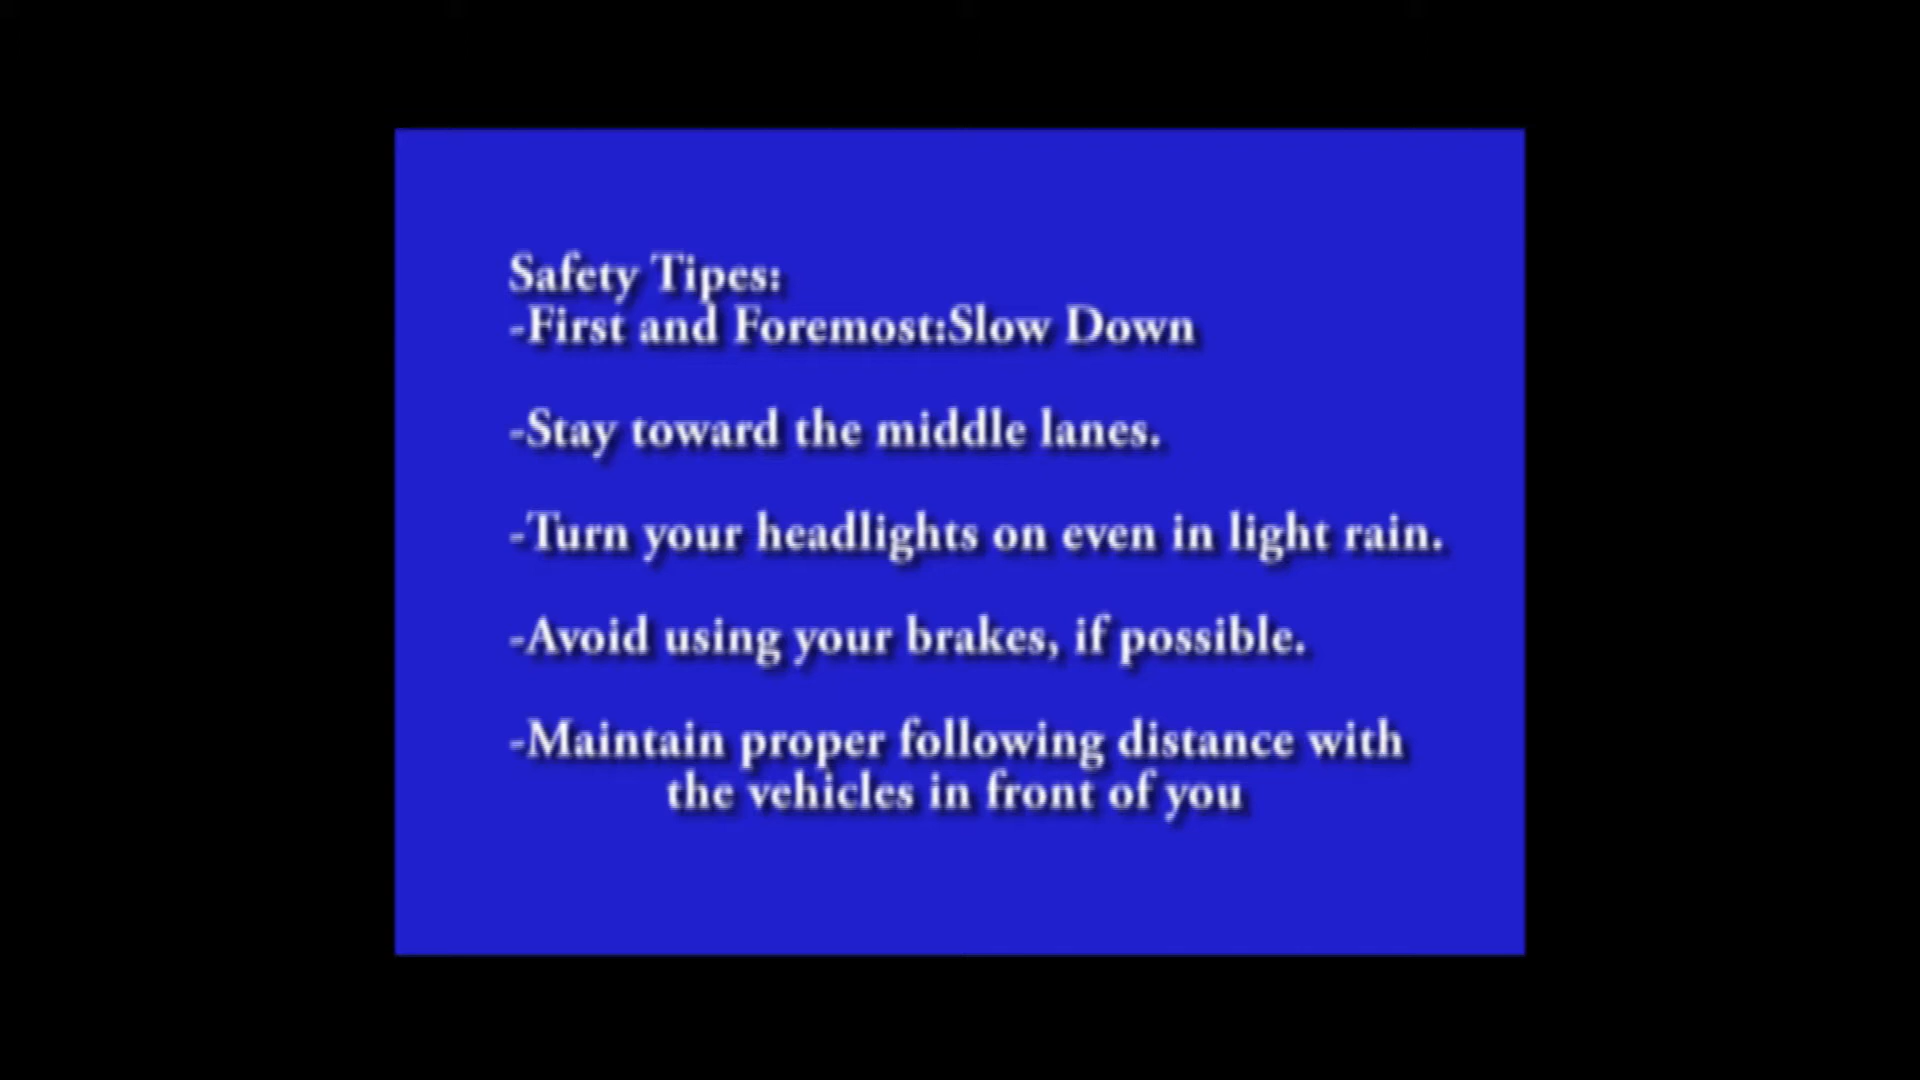 Safety Tipes:
-First and Foremost:Slow Down
-Stay toward the middle lanes.
-Turn your headlights on even in light rain.
-Avoid using your brakes, if possible.
-Maintain proper following distance with
the vehicles in front of you